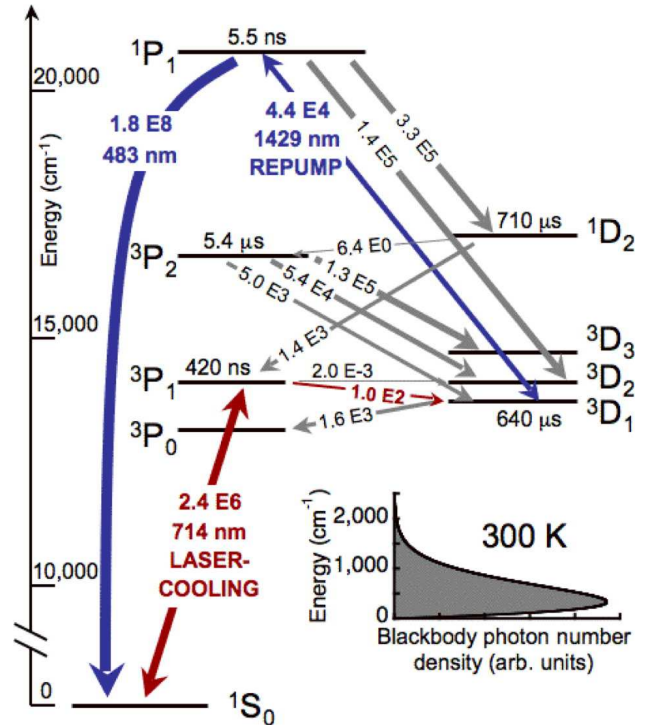 5.5 ns
¹P₁
20,000
1.8 E8
483 nm
4.4 E4
1429 nm
REPUMP
1.4 E5
3.3 E5
Energy (cm⁻¹)
710 μs
¹D₂
5.4 μs
6.4 E0
³P₂
5.0 E3
5.4 E4
1.3 E5
15,000
1.4 E3
³D₃
420 ns
2.0 E-3
³P₁
³D₂
1.0 E2
³D₁
1.6 E3
³P₀
640 μs
2.4 E6
714 nm
LASER-
COOLING
10,000
Energy (cm⁻¹)
2,000
1,000
0
300 K
Blackbody photon number
density (arb. units)
0
¹S₀